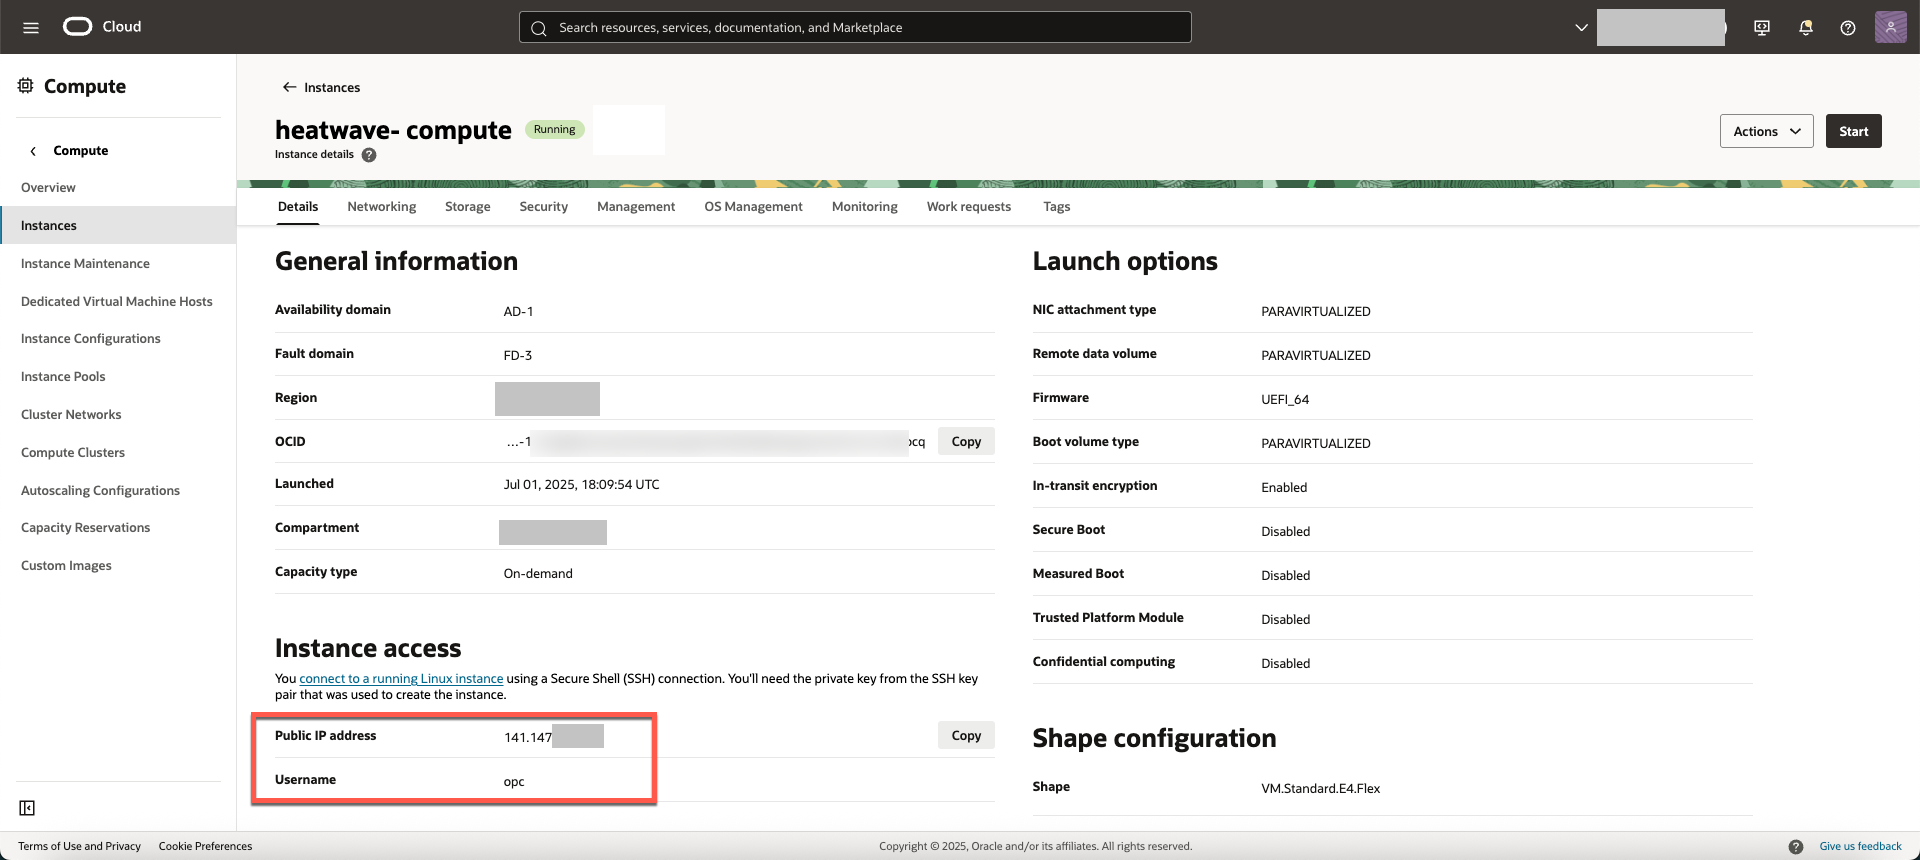 Cloud
Search resources, services, documentation, and Marketplace
Compute
Compute
Overview
Instances
Instance Maintenance
Dedicated Virtual Machine Hosts
Instance Configurations
Instance Pools
Cluster Networks
Compute Clusters
Autoscaling Configurations
Capacity Reservations
Custom Images
Instances
heatwave- compute Running
Instance details ?
Actions
Start
Details Networking Storage Security Management OS Management Monitoring Work requests Tags
General information
Availability domain AD-1
Fault domain FD-3
Region
OCID ...-1 ocq Copy
Launched Jul 01, 2025, 18:09:54 UTC
Compartment
Capacity type On-demand
Instance access
You connect to a running Linux instance using a Secure Shell (SSH) connection. You'll need the private key from the SSH key
pair that was used to create the instance.
Public IP address 141.147 Copy
Username opc
Launch options
NIC attachment type PARAVIRTUALIZED
Remote data volume PARAVIRTUALIZED
Firmware UEFI_64
Boot volume type PARAVIRTUALIZED
In-transit encryption Enabled
Secure Boot Disabled
Measured Boot Disabled
Trusted Platform Module Disabled
Confidential computing Disabled
Shape configuration
Shape VM.Standard.E4.Flex
Terms of Use and Privacy Cookie Preferences
Copyright © 2025, Oracle and/or its affiliates. All rights reserved.
? Give us feedback